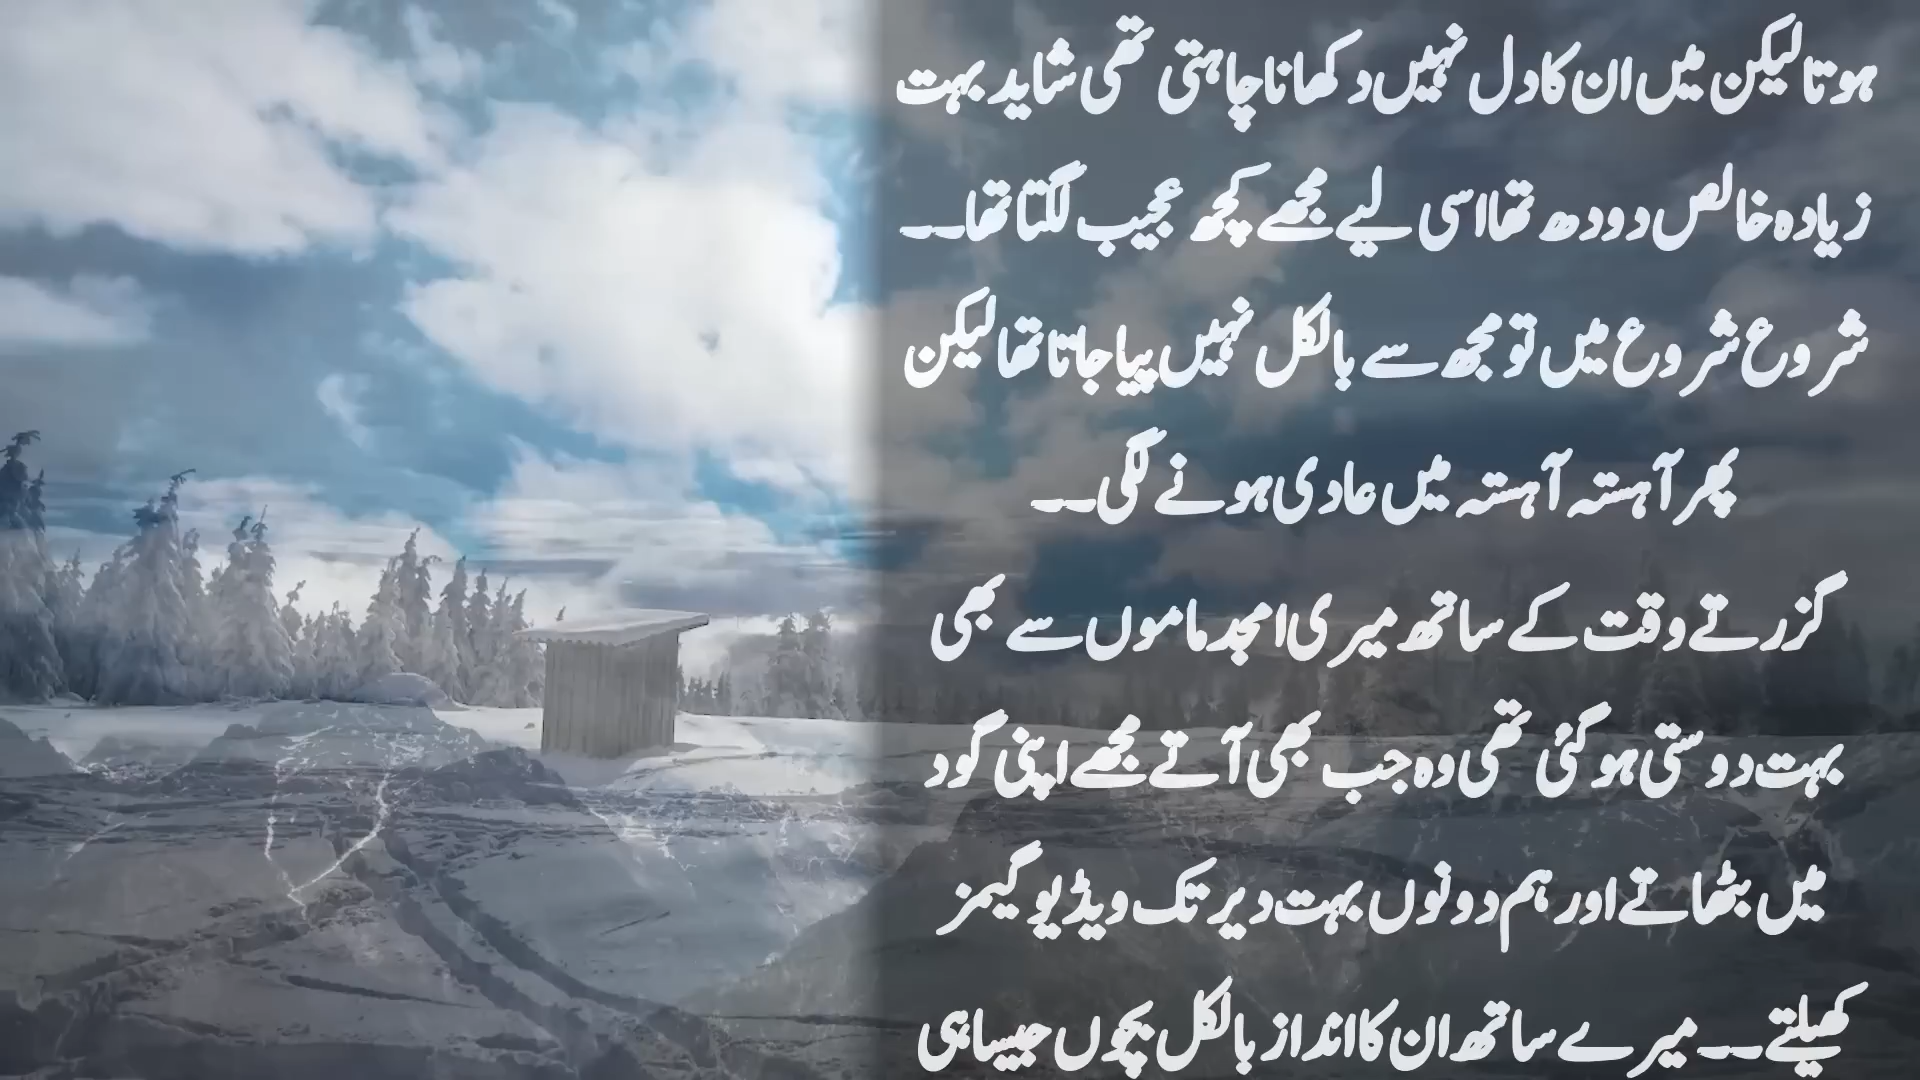 ہوتا لیکن میں ان کا دل نہیں دکھانا چاہتی تھی شاید بہت
زیادہ خالص دودھ تھا اسی لیے مجھے کچھ عجیب لگتا تھا۔۔
شروع شروع میں تو مجھ سے بالکل نہیں پیا جاتا تھا لیکن
پھر آہستہ آہستہ میں عادی ہونے لگی۔۔
گزرتے وقت کے ساتھ میری امجد ماموں سے بھی
بہت دوستی ہو گئی تھی وہ جب بھی آتے مجھے اپنی گود
میں بٹھاتے اور ہم دونوں بہت دیر تک ویڈیو گیمز
کھیلتے۔۔ میرے ساتھ ان کا انداز بالکل بچوں جیسا ہی